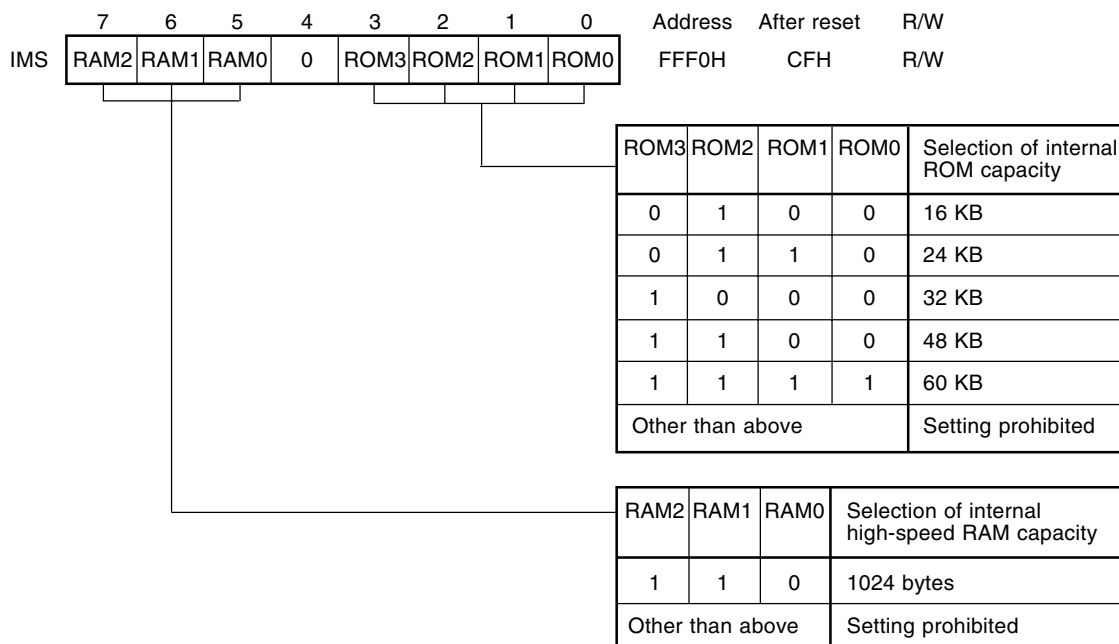 7 6 5 4 3 2 1 0 Address After reset R/W
IMS RAM2 RAM1 RAM0 0 ROM3 ROM2 ROM1 ROM0 FFF0H CFH R/W
ROM3 ROM2 ROM1 ROM0 Selection of internal
ROM capacity
0 1 0 0 16 KB
0 1 1 0 24 KB
1 0 0 0 32 KB
1 1 0 0 48 KB
1 1 1 1 60 KB
Other than above Setting prohibited
RAM2 RAM1 RAM0 Selection of internal
high-speed RAM capacity
1 1 0 1024 bytes
Other than above Setting prohibited